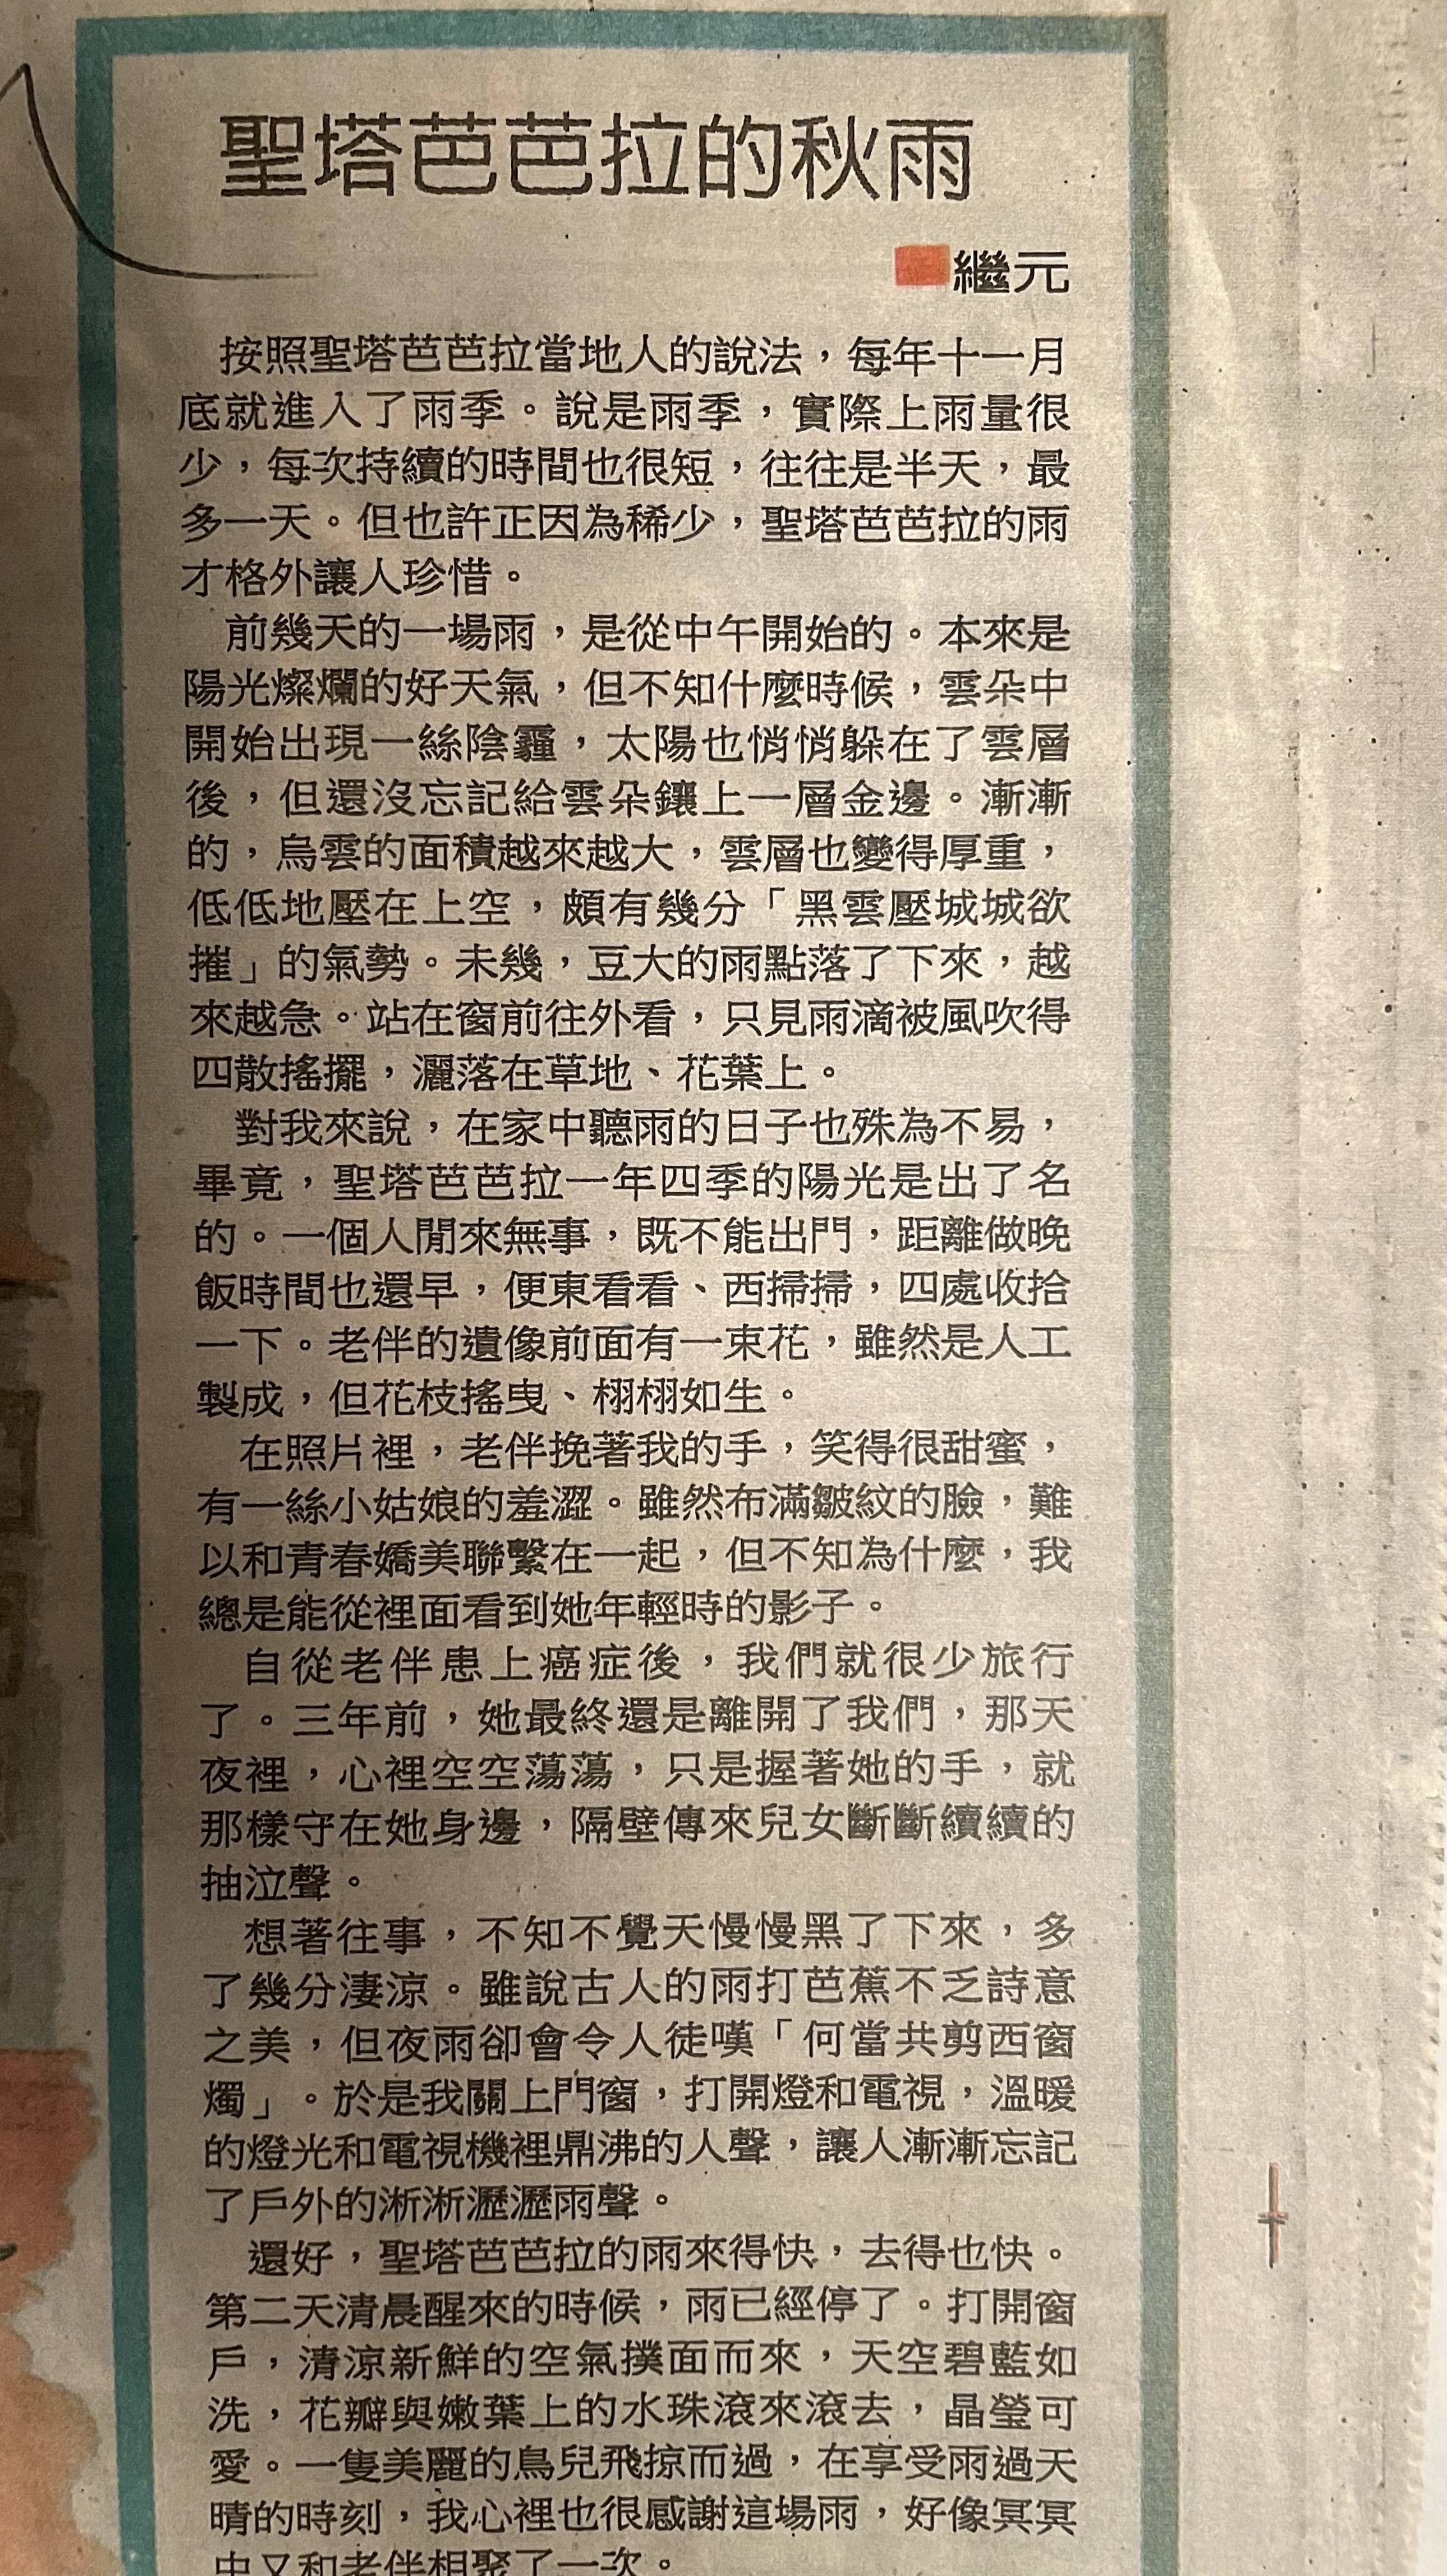 聖塔芭芭拉的秋雨
繼元
按照聖塔芭芭拉當地人的說法，每年十一月
底就進入了雨季。說是雨季，實際上雨量很
少，每次持續的時間也很短，往往是半天，最
多一天。但也許正因為稀少，聖塔芭芭拉的雨
才格外讓人珍惜。
前幾天的一場雨，是從中午開始的。本來是
陽光燦爛的好天氣，但不知什麼時候，雲朵中
開始出現一絲陰霾，太陽也悄悄躲在了雲層
後，但還沒忘記給雲朵鑲上一層金邊。漸漸
的，烏雲的面積越來越大，雲層也變得厚重，
低低地壓在上空，頗有幾分「黑雲壓城城欲
摧」的氣勢。未幾，豆大的雨點落了下來，越
來越急。站在窗前往外看，只見雨滴被風吹得
四散搖擺，灑落在草地、花葉上。
對我來說，在家中聽雨的日子也殊為不易，
畢竟，聖塔芭芭拉一年四季的陽光是出了名
的。一個人閒來無事，既不能出門，距離做晚
飯時間也還早，便東看看、西掃掃，四處收拾
一下。老伴的遺像前面有一束花，雖然是人工
製成，但花枝搖曳、栩栩如生。
在照片裡，老伴挽著我的手，笑得很甜蜜，
有一絲小姑娘的羞澀。雖然布滿皺紋的臉，難
以和青春嬌美聯繫在一起，但不知為什麼，我
總是能從裡面看到她年輕時的影子。
自從老伴患上癌症後，我們就很少旅行
了。三年前，她最終還是離開了我們，那天
夜裡，心裡空空蕩蕩，只是握著她的手，就
那樣守在她身邊，隔壁傳來兒女斷斷續續的
抽泣聲。
想著往事，不知不覺天慢慢黑了下來，多
了幾分淒涼。雖說古人的雨打芭蕉不乏詩意
之美，但夜雨卻會令人徒嘆「何當共剪西窗
燭」。於是我關上門窗，打開燈和電視，溫暖
的燈光和電視機裡鼎沸的人聲，讓人漸漸忘記
了戶外的淅淅瀝瀝雨聲。
還好，聖塔芭芭拉的雨來得快，去得也快。
第二天清晨醒來的時候，雨已經停了。打開窗
戶，清涼新鮮的空氣撲面而來，天空碧藍如
洗，花瓣與嫩葉上的水珠滾來滾去，晶瑩可
愛。一隻美麗的鳥兒飛掠而過，在享受雨過天
晴的時刻，我心裡也很感謝這場雨，好像冥冥
中又和老伴相聚了一次。